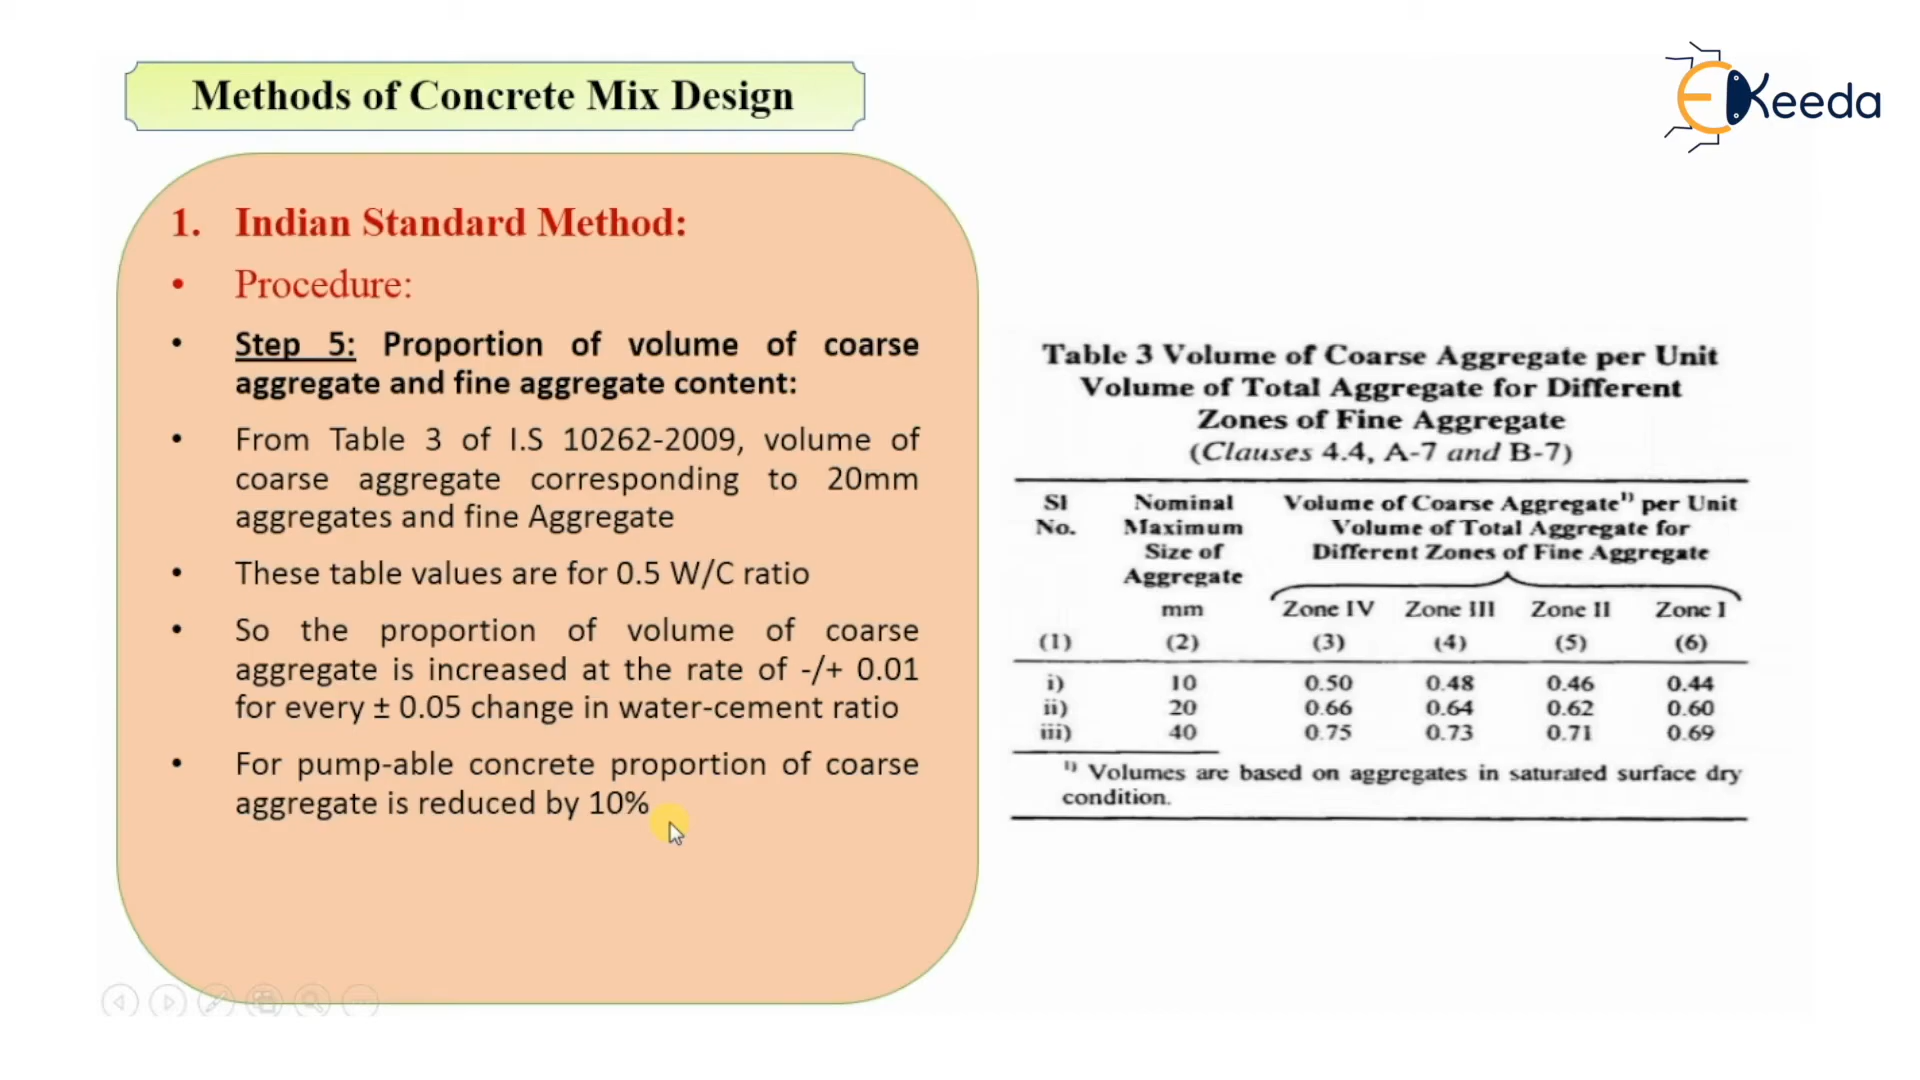 Methods of Concrete Mix Design
EKeeda
1. Indian Standard Method:
• Procedure:
• Step 5: Proportion of volume of coarse
aggregate and fine aggregate content:
• From Table 3 of I.S 10262-2009, volume of
coarse aggregate corresponding to 20mm
aggregates and fine Aggregate
• These table values are for 0.5 W/C ratio
• So the proportion of volume of coarse
aggregate is increased at the rate of -/+ 0.01
for every ± 0.05 change in water-cement ratio
• For pump-able concrete proportion of coarse
aggregate is reduced by 10%
Table 3 Volume of Coarse Aggregate per Unit
Volume of Total Aggregate for Different
Zones of Fine Aggregate
(Clauses 4.4, A-7 and B-7)
Sl Nominal Volume of Coarse Aggregate¹⁾ per Unit
No. Maximum Volume of Total Aggregate for
Size of Different Zones of Fine Aggregate
Aggregate
mm Zone IV Zone III Zone II Zone I
(1) (2) (3) (4) (5) (6)
i) 10 0.50 0.48 0.46 0.44
ii) 20 0.66 0.64 0.62 0.60
iii) 40 0.75 0.73 0.71 0.69
¹⁾ Volumes are based on aggregates in saturated surface dry
condition.